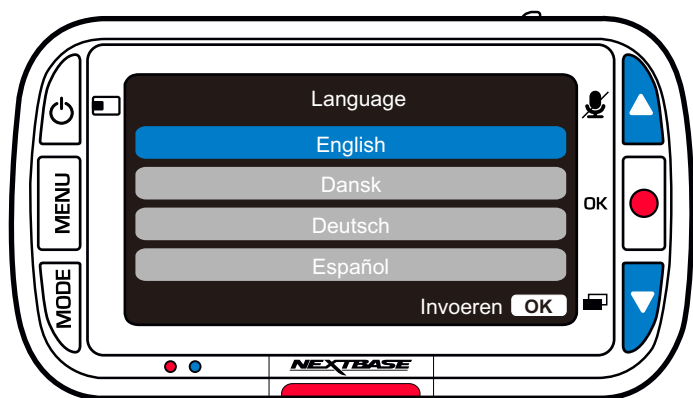 Language
English
Dansk
Deutsch
Español
Invoeren OK
MENU
MODE
OK
NEXTBASE